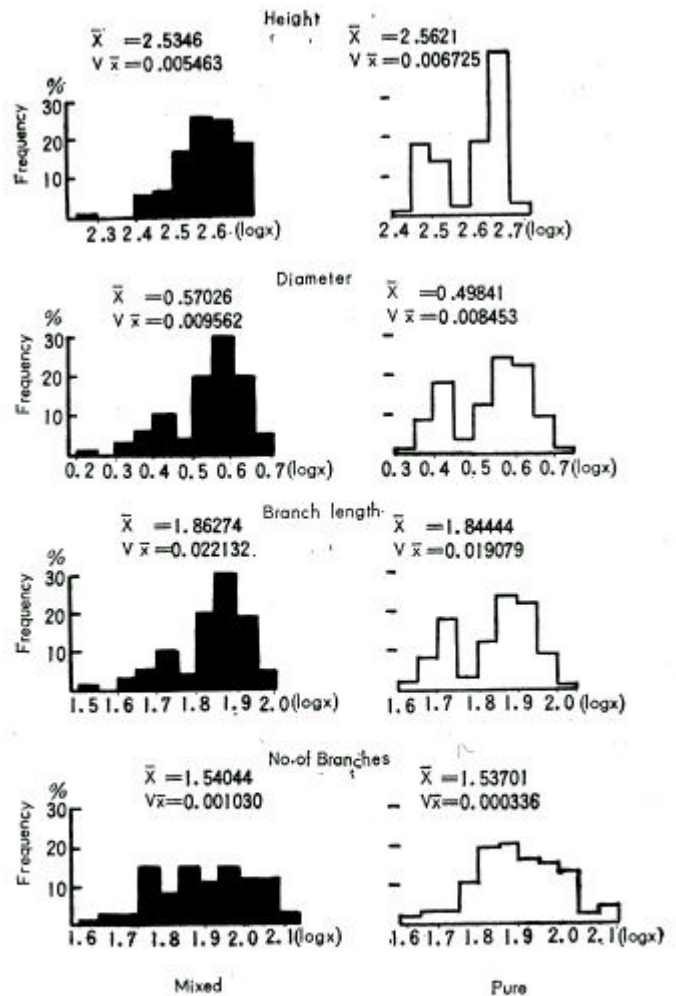 Height
X̄ =2.5346
V x̄ =0.005463
X̄ =2.5621
V x̄ =0.006725
%
Frequency
30
20
10
2.3 2.4 2.5 2.6 (logx)
2.4 2.5 2.6 2.7(logx)
Diameter
X̄ =0.57026
V x̄ =0.009562
X̄ =0.49841
V x̄ =0.008453
%
Frequency
30
20
10
0.2 0.3 0.4 0.5 0.6 0.7(logx)
0.3 0.4 0.5 0.6 0.7(logx)
Branch length
X̄ =1.86274
V x̄ =0.022132
X̄ =1.84444
V x̄ =0.019079
%
Frequency
30
20
10
1.5 1.6 1.7 1.8 1.9 2.0(logx)
1.6 1.7 1.8 1.9 2.0(logx)
No.of Branches
X̄ =1.54044
Vx̄=0.001030
X̄ =1.53701
Vx̄=0.000336
%
Frequency
30
20
10
1.6 1.7 1.8 1.9 2.0 2.1(logx)
1.6 1.7 1.8 1.9 2.0 2.1(logx)
Mixed
Pure